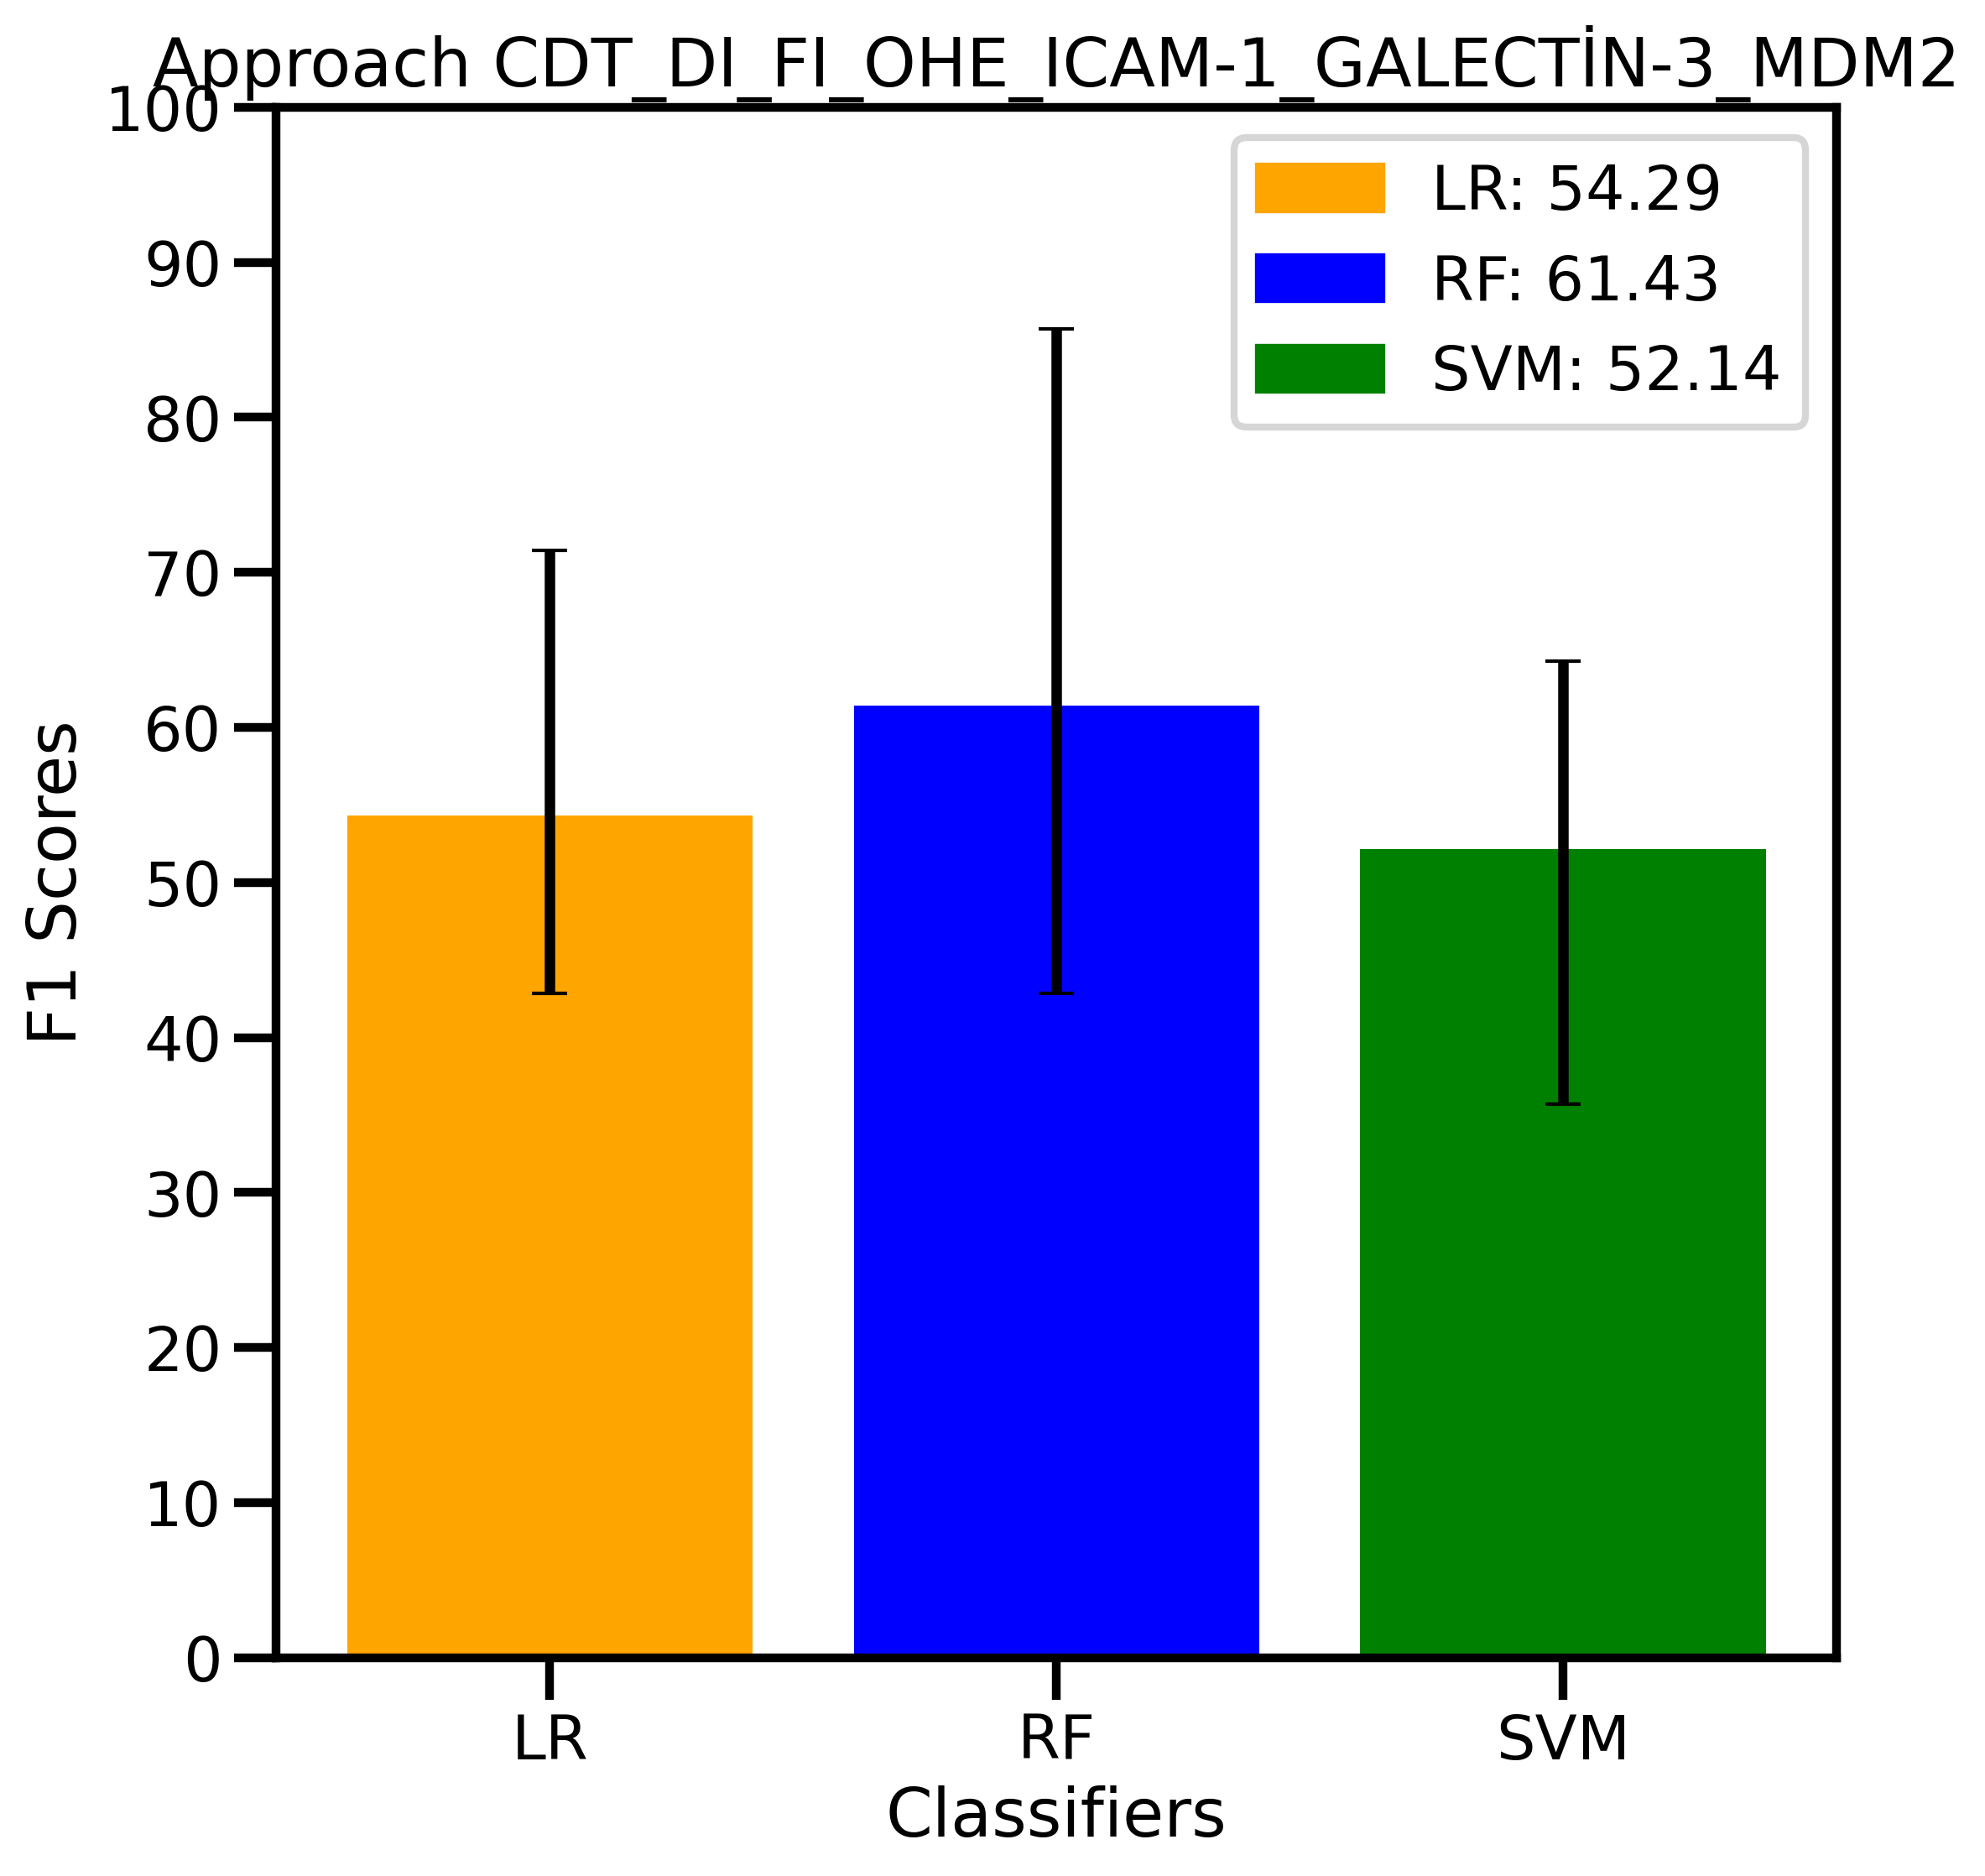 Approach CDT_DI_FI_OHE_ICAM-1_GALECTİN-3_MDM2
LR: 54.29
RF: 61.43
SVM: 52.14
100
90
80
70
60
50
40
30
20
10
0
F1 Scores
LR RF SVM
Classifiers